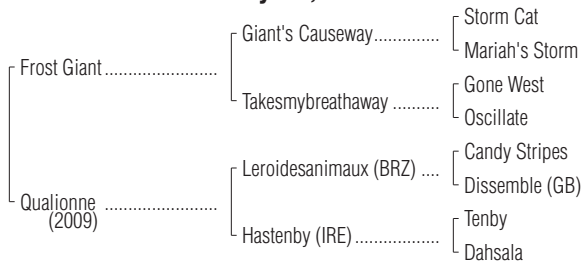 Storm Cat
Giant's Causeway
Mariah's Storm
Frost Giant
Gone West
Takesmybreathaway
Oscillate
Candy Stripes
Leroidesanimaux (BRZ)
Dissemble (GB)
Qualionne
(2009)
Tenby
Hastenby (IRE)
Dahsala